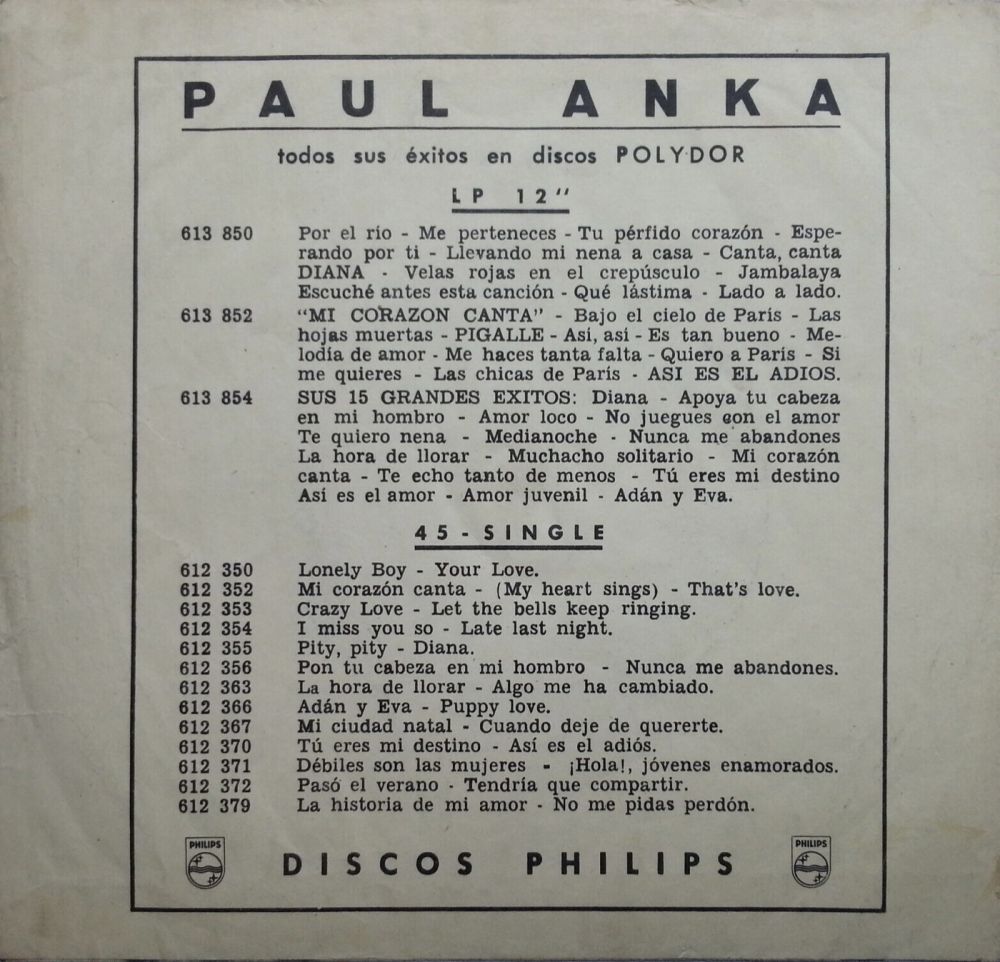 PAUL ANKA
todos sus éxitos en discos POLYDOR
LP 12"
613 850 Por el río - Me perteneces - Tu pérfido corazón - Espe-
rando por ti - Llevando mi nena a casa - Canta, canta
DIANA - Velas rojas en el crepúsculo - Jambalaya
Escuché antes esta canción - Qué lástima - Lado a lado.
613 852 "MI CORAZON CANTA" - Bajo el cielo de París - Las
hojas muertas - PIGALLE - Así, así - Es tan bueno - Me-
lodía de amor - Me haces tanta falta - Quiero a París - Si
me quieres - Las chicas de París - ASI ES EL ADIOS.
613 854 SUS 15 GRANDES EXITOS: Diana - Apoya tu cabeza
en mi hombro - Amor loco - No juegues con el amor
Te quiero nena - Medianoche - Nunca me abandones
La hora de llorar - Muchacho solitario - Mi corazón
canta - Te echo tanto de menos - Tú eres mi destino
Así es el amor - Amor juvenil - Adán y Eva.
45 - SINGLE
612 350 Lonely Boy - Your Love.
612 352 Mi corazón canta - (My heart sings) - That's love.
612 353 Crazy Love - Let the bells keep ringing.
612 354 I miss you so - Late last night.
612 355 Pity, pity - Diana.
612 356 Pon tu cabeza en mi hombro - Nunca me abandones.
612 363 La hora de llorar - Algo me ha cambiado.
612 366 Adán y Eva - Puppy love.
612 367 Mi ciudad natal - Cuando deje de quererte.
612 370 Tú eres mi destino - Así es el adiós.
612 371 Débiles son las mujeres - ¡Hola!, jóvenes enamorados.
612 372 Pasó el verano - Tendría que compartir.
612 379 La historia de mi amor - No me pidas perdón.
PHILIPS DISCOS PHILIPS PHILIPS